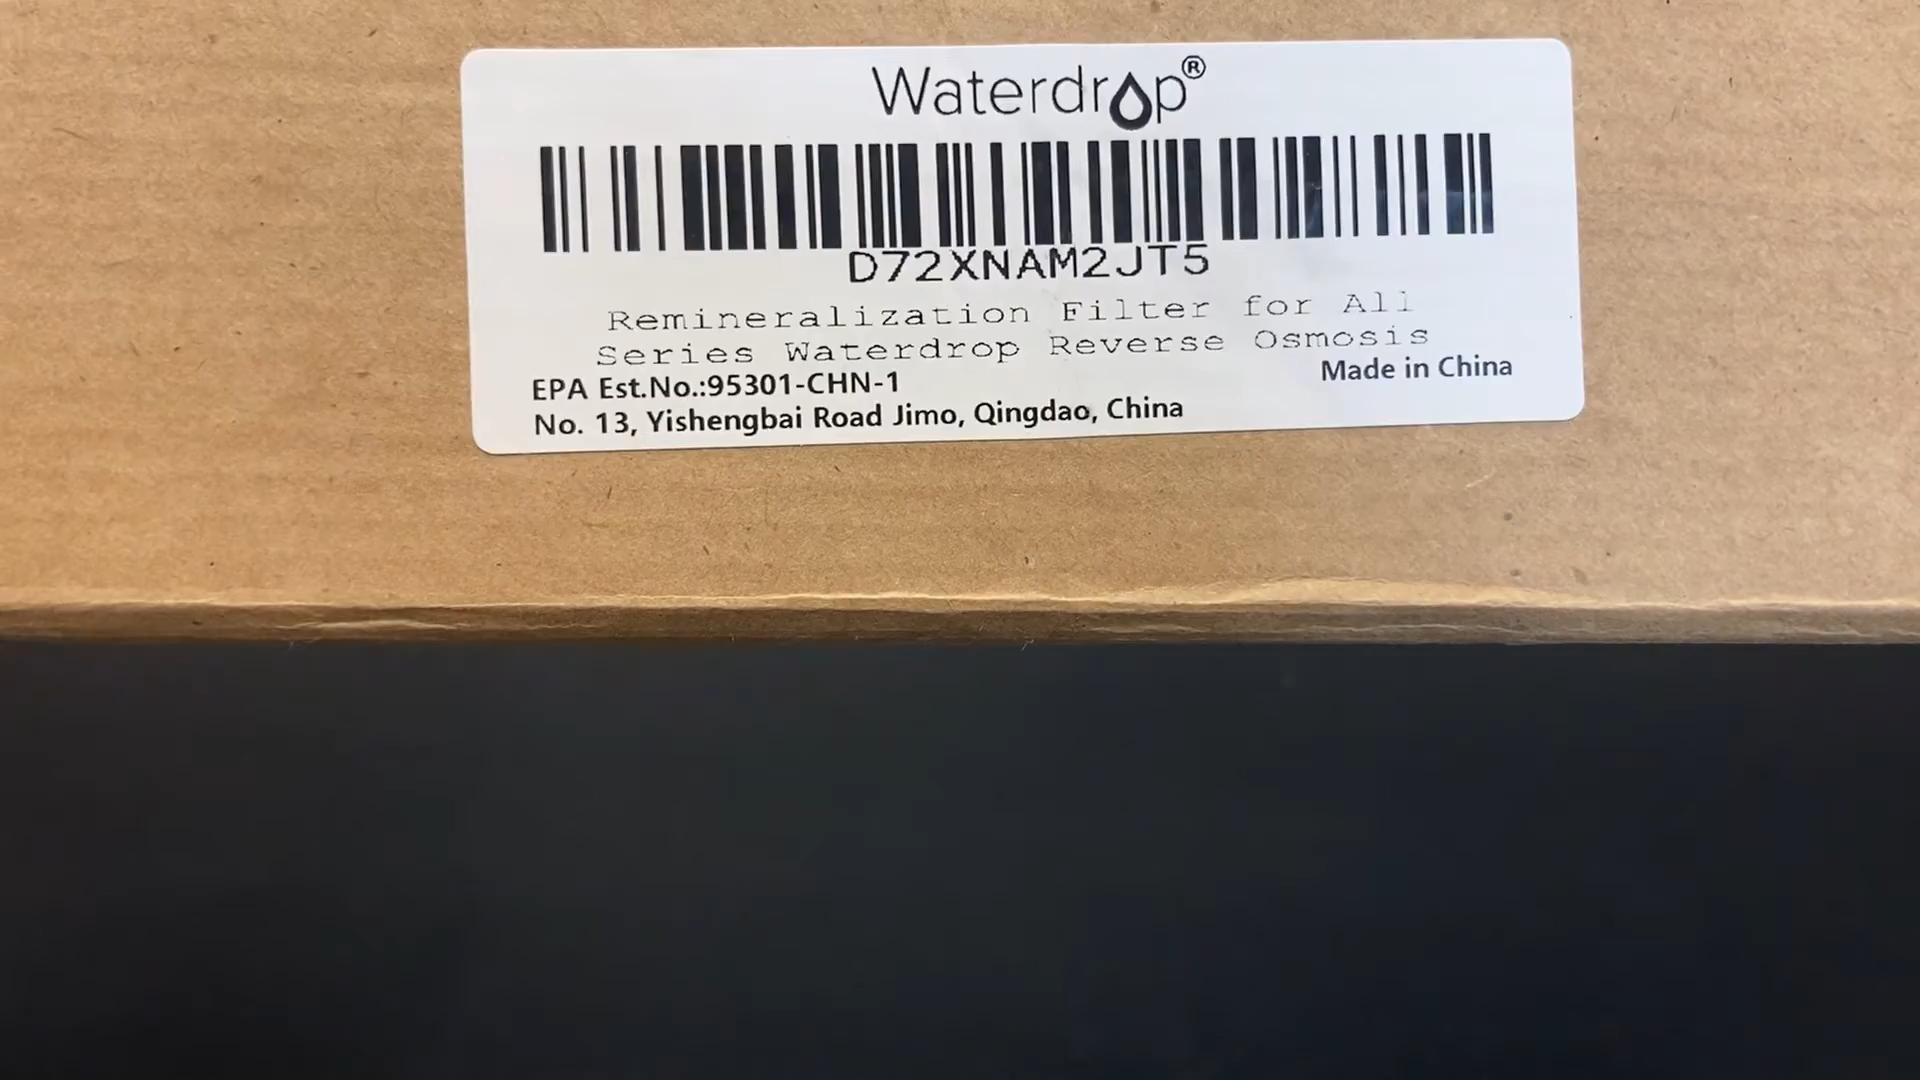 Waterdrop®
D72XNAM2JT5
Remineralization Filter for All
Series Waterdrop Reverse Osmosis
EPA Est.No.:95301-CHN-1
Made in China
No. 13, Yishengbai Road Jimo, Qingdao, China